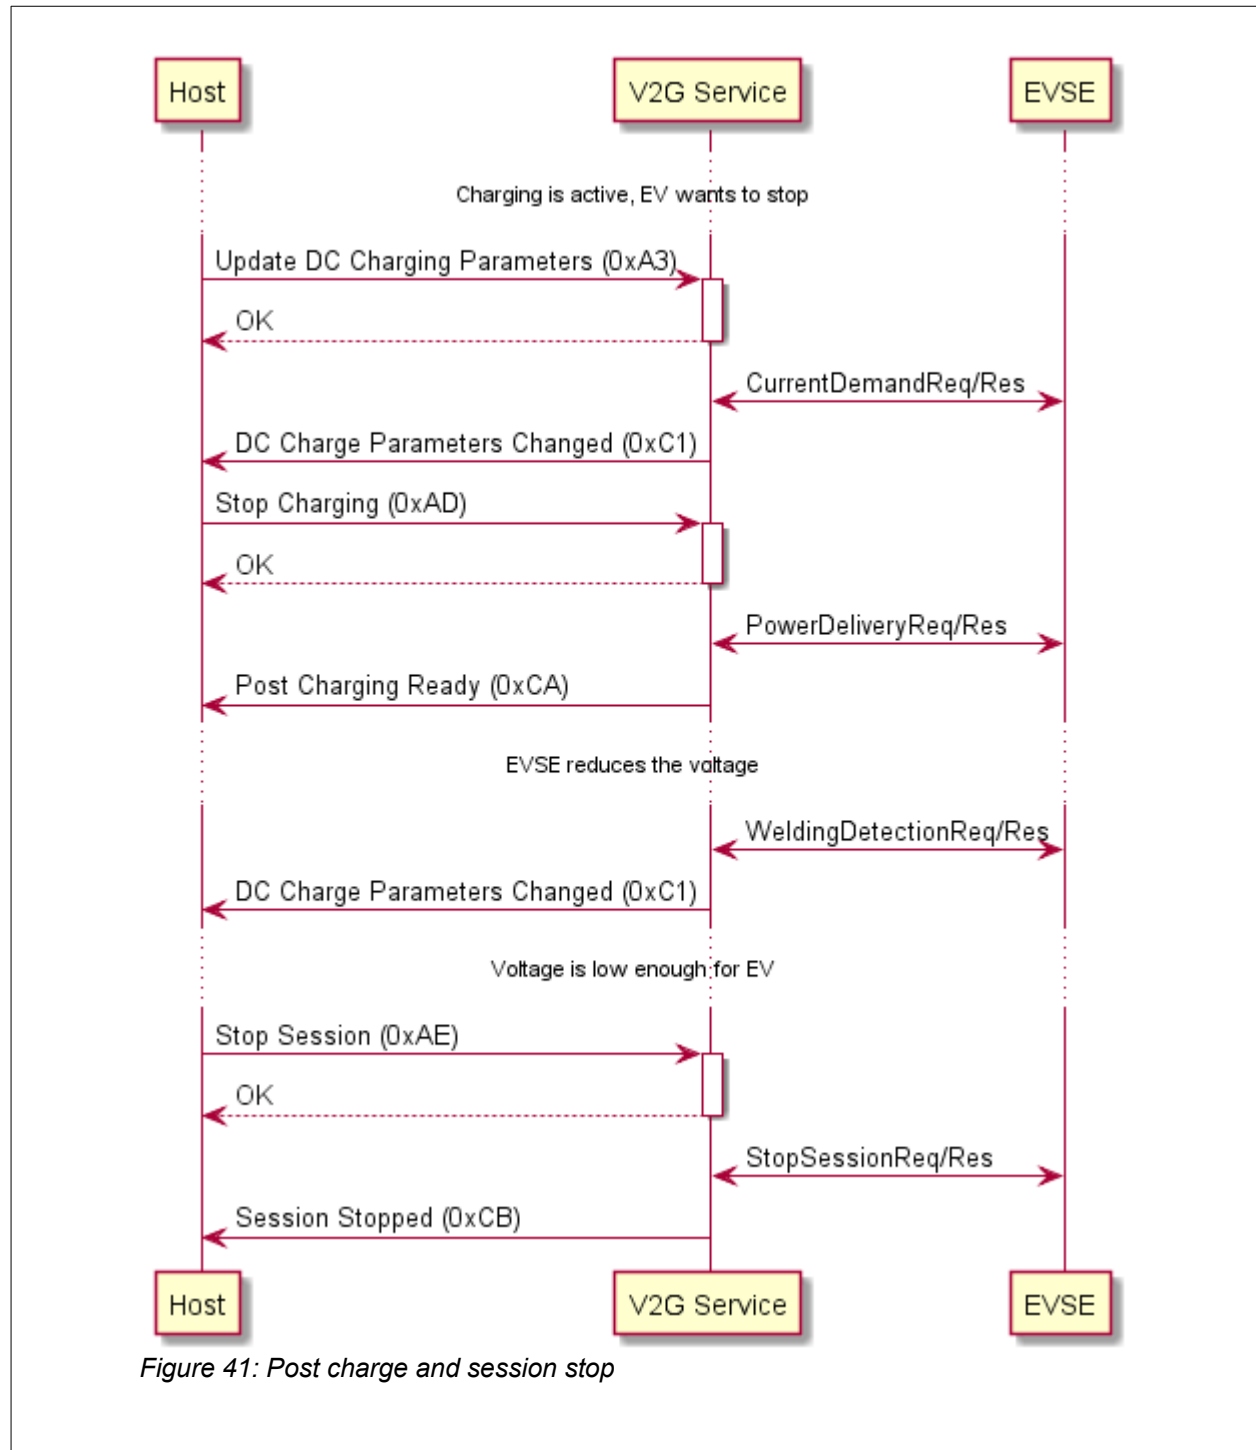 Host
V2G Service
EVSE
Charging is active, EV wants to stop
Update DC Charging Parameters (0xA3)
OK
CurrentDemandReq/Res
DC Charge Parameters Changed (0xC1)
Stop Charging (0xAD)
OK
PowerDeliveryReq/Res
Post Charging Ready (0xCA)
EVSE reduces the voltage
WeldingDetectionReq/Res
DC Charge Parameters Changed (0xC1)
Voltage is low enough for EV
Stop Session (0xAE)
OK
StopSessionReq/Res
Session Stopped (0xCB)
Host
V2G Service
EVSE
Figure 41: Post charge and session stop